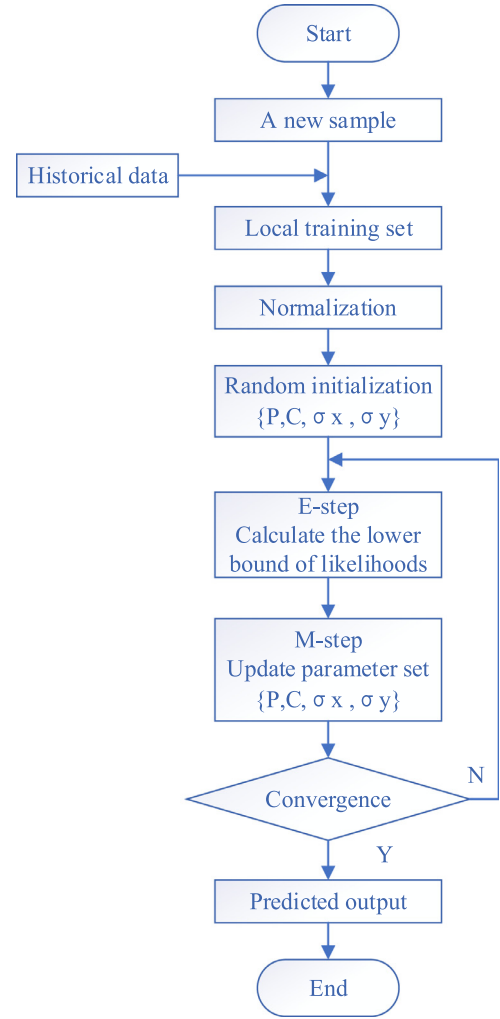 Start
A new sample
Historical data
Local training set
Normalization
Random initialization
{P,C, σ x , σ y}
E-step
Calculate the lower
bound of likelihoods
M-step
Update parameter set
{P,C, σ x , σ y}
N
Convergence
Y
Predicted output
End